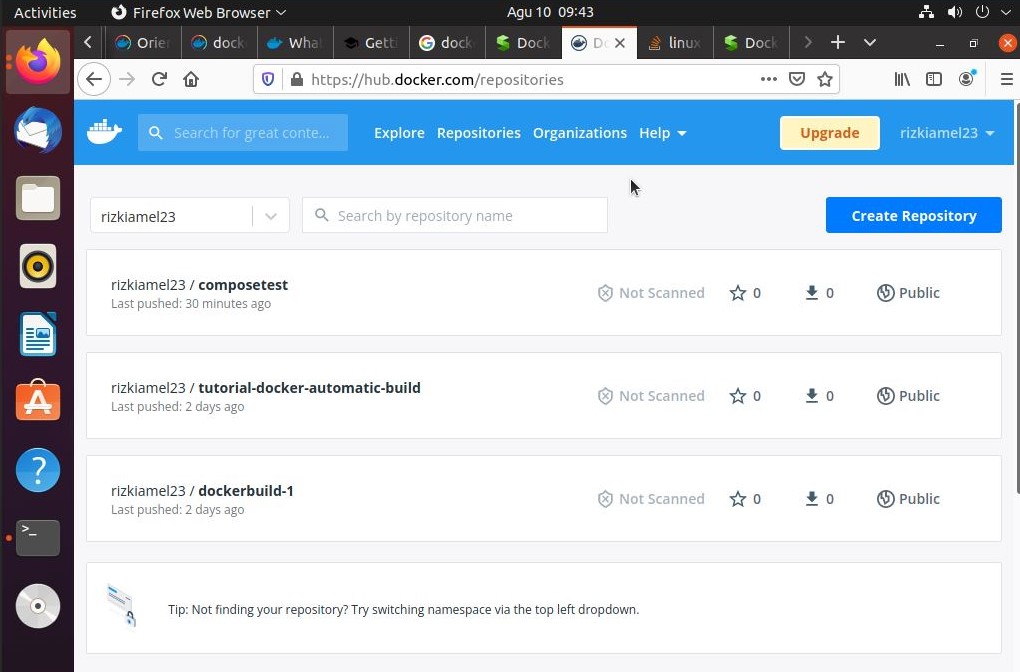 Activities
Firefox Web Browser
Agu 10 09:43
Orie
dock
Wha
Getti
dock
Dock
linux
Dock
https://hub.docker.com/repositories
Search for great conte...
Explore
Repositories
Organizations
Help
Upgrade
rizkiamel23
rizkiamel23
Search by repository name
Create Repository
rizkiamel23 / composetest
Last pushed: 30 minutes ago
Not Scanned
0
0
Public
rizkiamel23 / tutorial-docker-automatic-build
Last pushed: 2 days ago
Not Scanned
0
0
Public
rizkiamel23 / dockerbuild-1
Last pushed: 2 days ago
Not Scanned
0
0
Public
Tip: Not finding your repository? Try switching namespace via the top left dropdown.